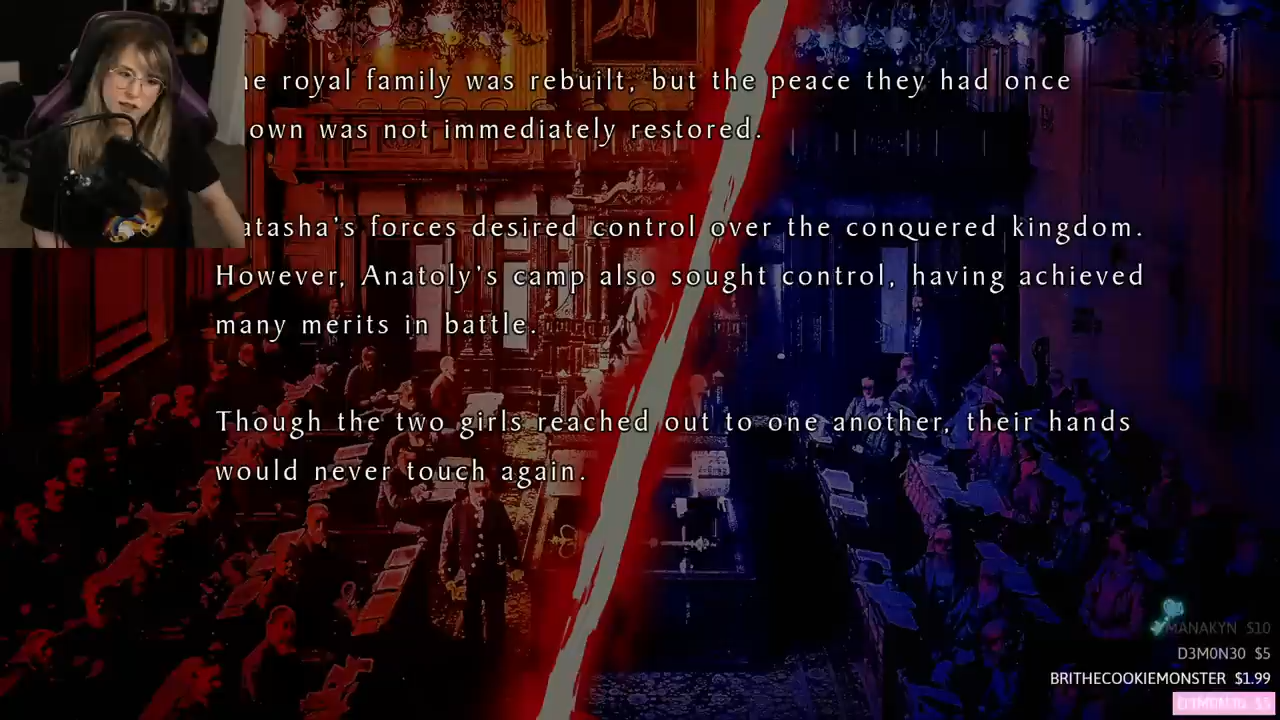 he royal family was rebuilt, but the peace they had once
own was not immediately restored.
atasha's forces desired control over the conquered kingdom.
However, Anatoly's camp also sought control, having achieved
many merits in battle.
Though the two girls reached out to one another, their hands
would never touch again.
MANAKYN $10
D3M0N30 $5
BRITHECOOKIEMONSTER $1.99